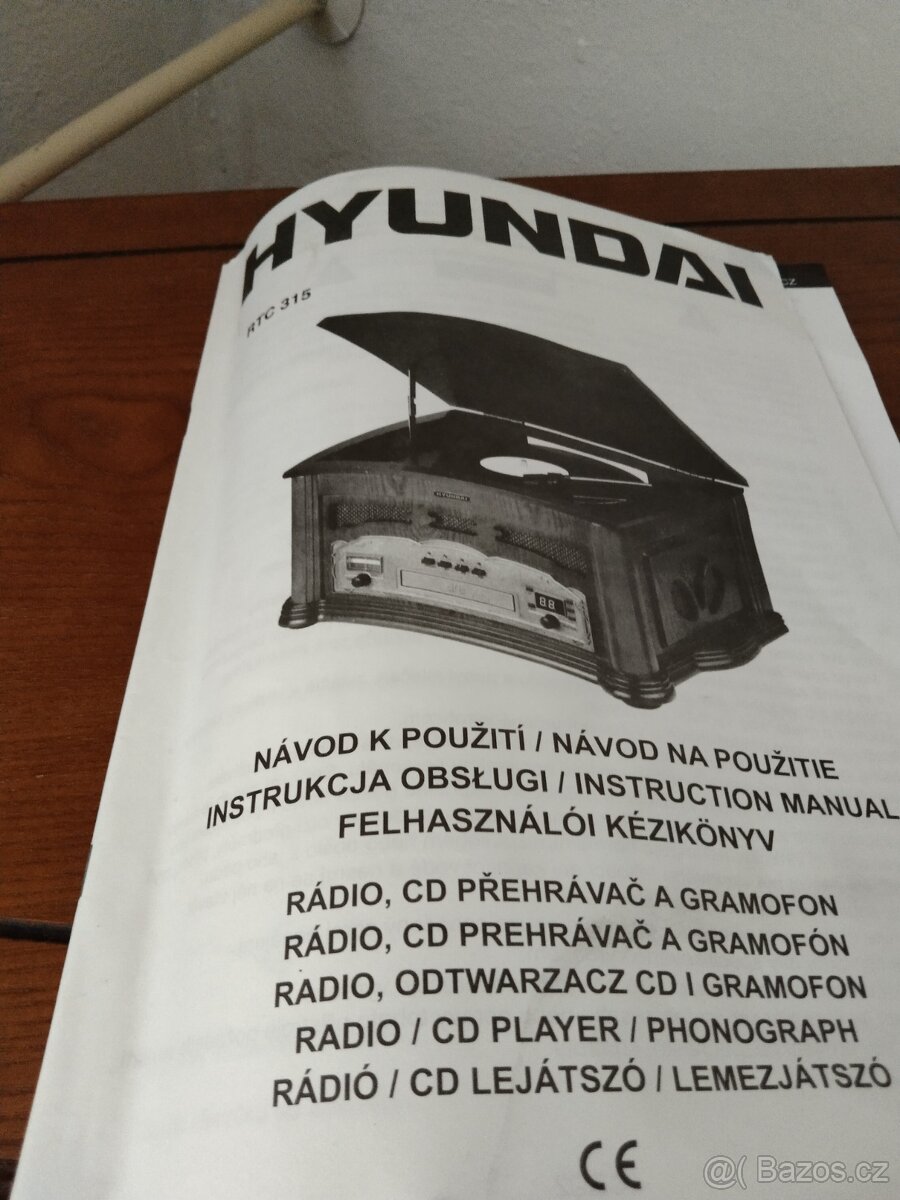 HYUNDAI
RTC 315
CZ
HYUNDAI
88
NÁVOD K POUŽITÍ / NÁVOD NA POUŽITIE
INSTRUKCJA OBSŁUGI / INSTRUCTION MANUAL
FELHASZNÁLÓI KÉZIKÖNYV
RÁDIO, CD PŘEHRÁVAČ A GRAMOFON
RÁDIO, CD PREHRÁVAČ A GRAMOFÓN
RADIO, ODTWARZACZ CD I GRAMOFON
RADIO / CD PLAYER / PHONOGRAPH
RÁDIÓ / CD LEJÁTSZÓ / LEMEZJÁTSZÓ
CE
@( Bazos.cz